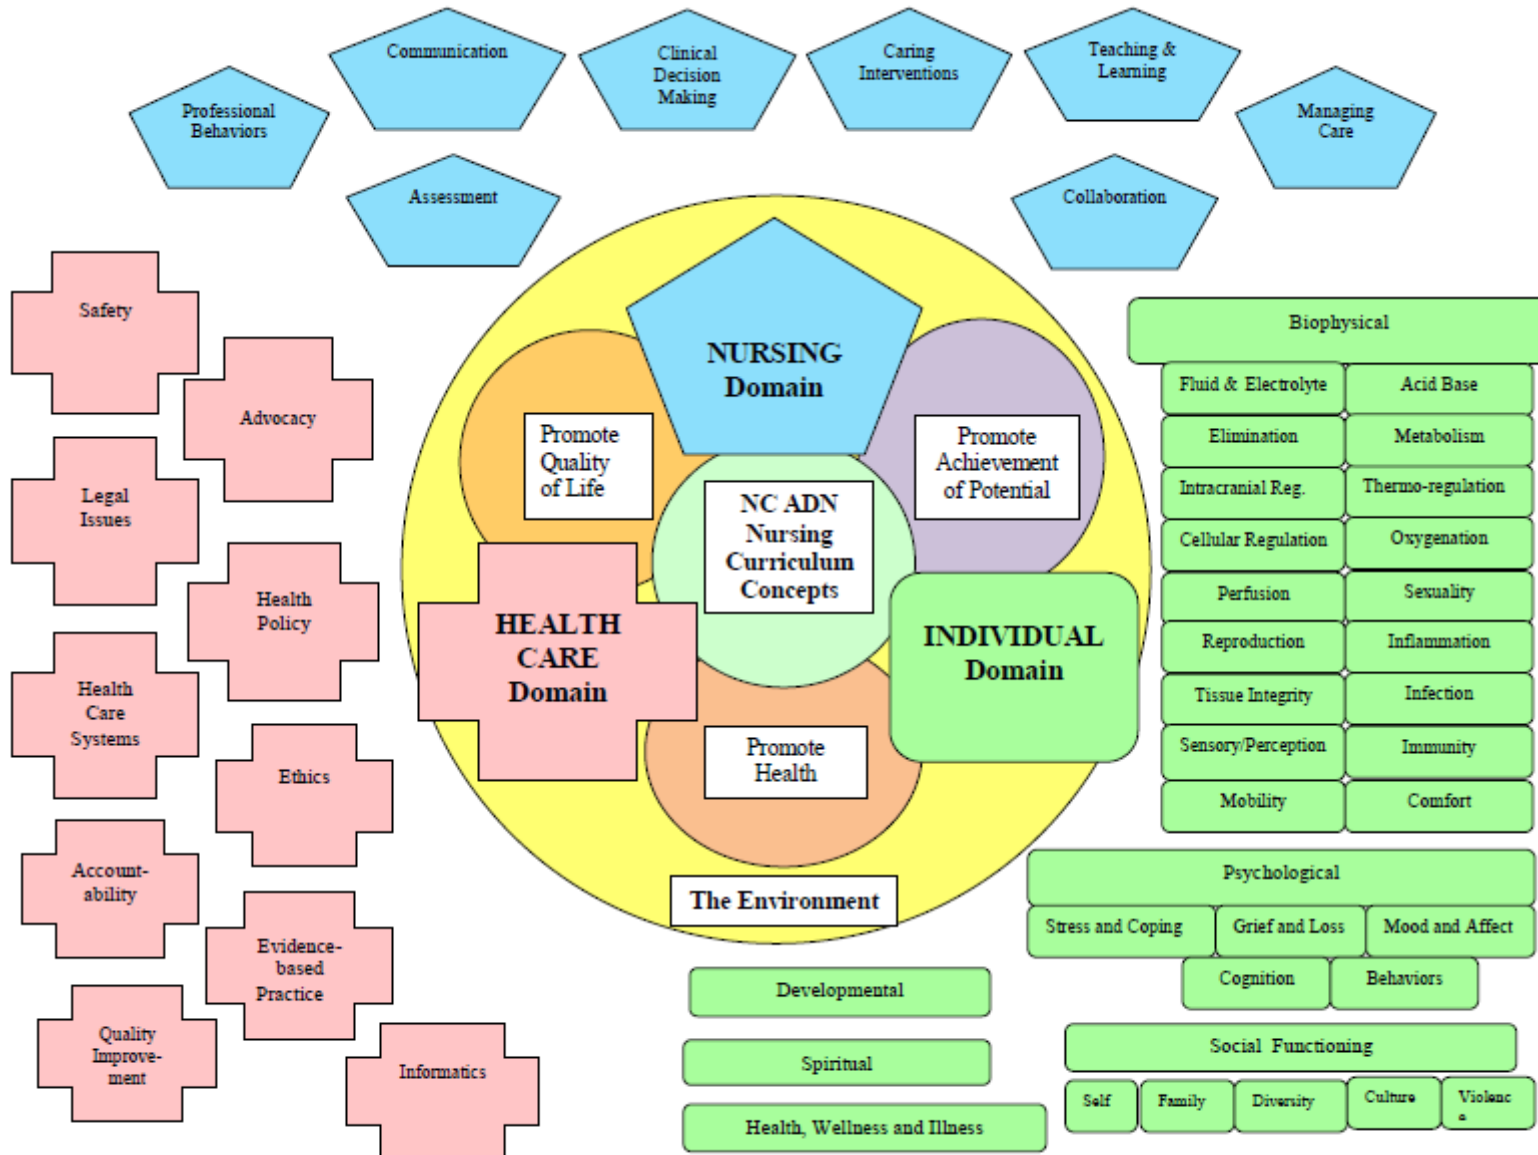 Communication
Clinical
Decision
Making
Caring
Interventions
Teaching &
Learning
Professional
Behaviors
Managing
Care
Assessment
Collaboration
Safety
Advocacy
Legal
Issues
Health
Policy
Health
Care
Systems
Ethics
Account-
ability
Evidence-
based
Practice
Quality
Improve-
ment
Informatics
NURSING
Domain
Promote
Quality
of Life
Promote
Achievement
of Potential
NC ADN
Nursing
Curriculum
Concepts
HEALTH
CARE
Domain
INDIVIDUAL
Domain
Promote
Health
The Environment
Biophysical
Fluid & Electrolyte
Acid Base
Elimination
Metabolism
Intracranial Reg.
Thermo-regulation
Cellular Regulation
Oxygenation
Perfusion
Sexuality
Reproduction
Inflammation
Tissue Integrity
Infection
Sensory/Perception
Immunity
Mobility
Comfort
Psychological
Stress and Coping
Grief and Loss
Mood and Affect
Cognition
Behaviors
Developmental
Spiritual
Health, Wellness and Illness
Social Functioning
Self
Family
Diversity
Culture
Violenc
e